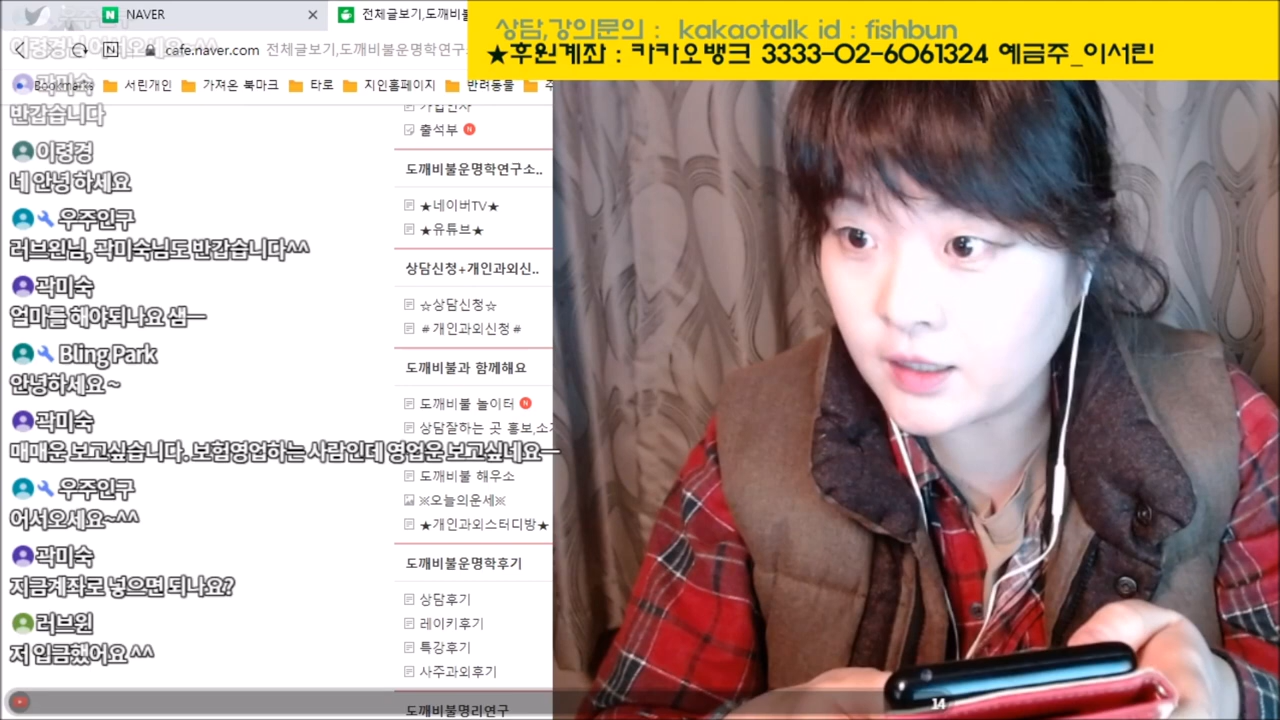 NAVER
전체글보기,도깨비불
상담,강의문의 : kakaotalk id : fishbun
★후원계좌 : 카카오뱅크 3333-02-6061324 예금주_이서린
cafe.naver.com 전체글보기,도깨비불운명학연구
Bookmarks
서린개인
가져온 북마크
타로
지인홈페이지
반려동물
곽미숙
반갑습니다
이령경
네 안녕 하세요
우주인구
러브원님, 곽미숙님도 반갑습니다^^
곽미숙
얼마를 해야되나요 샘ㅡ
Bling Park
안녕하세요~
곽미숙
매매운 보고싶습니다. 보험영업하는 사람인데 영업운 보고싶네요ㅡ
우주인구
어서오세요~^^
곽미숙
지금계좌로 넣으면 되나요?
러브원
저 입금했어요 ^^
가입인사
출석부 N
도깨비불운명학연구소..
★네이버TV★
★유튜브★
상담신청+개인과외신..
☆상담신청☆
#개인과외신청#
도깨비불과 함께해요
도깨비불 놀이터 N
상담잘하는 곳 홍보,소개
도깨비불 해우소
※오늘의운세※
★개인과외스터디방★
도깨비불운명학후기
상담후기
레이키후기
특강후기
사주과외후기
도깨비불명리연구
14